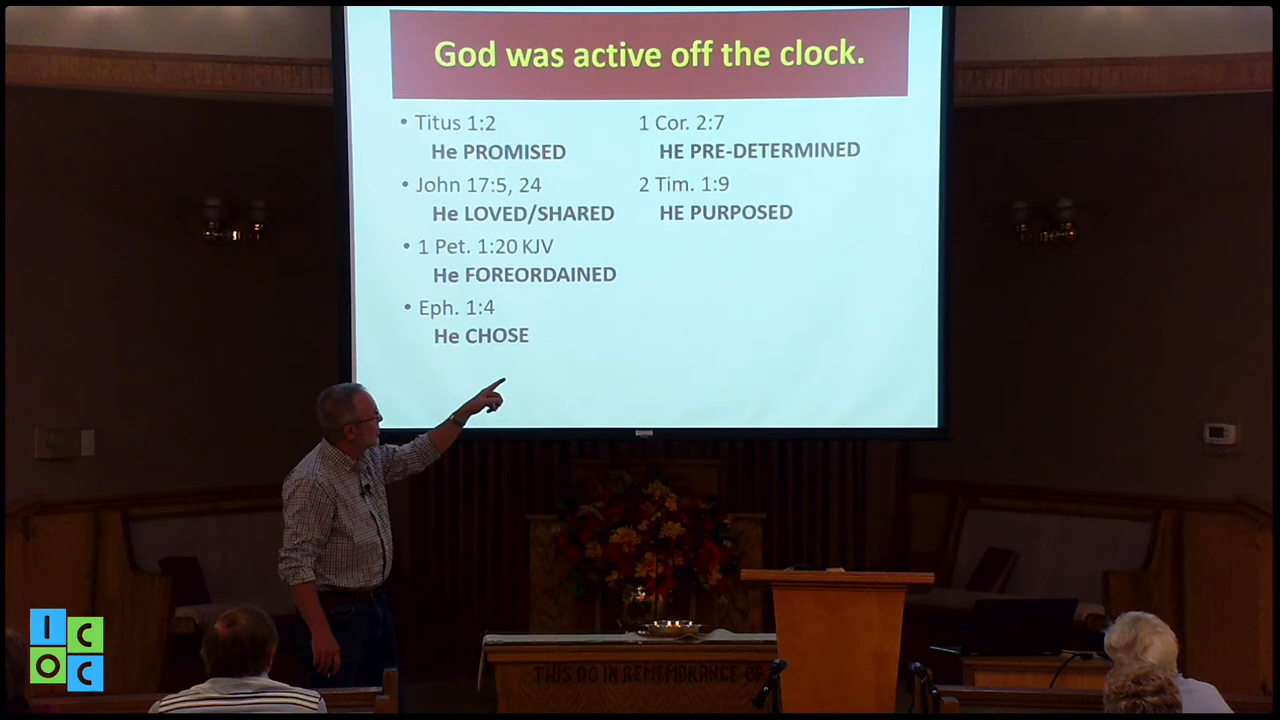 God was active off the clock.
• Titus 1:2
He PROMISED
• John 17:5, 24
He LOVED/SHARED
• 1 Pet. 1:20 KJV
He FOREORDAINED
• Eph. 1:4
He CHOSE
1 Cor. 2:7
HE PRE-DETERMINED
2 Tim. 1:9
HE PURPOSED
THIS DO IN REMEMBRANCE OF
I C
O C